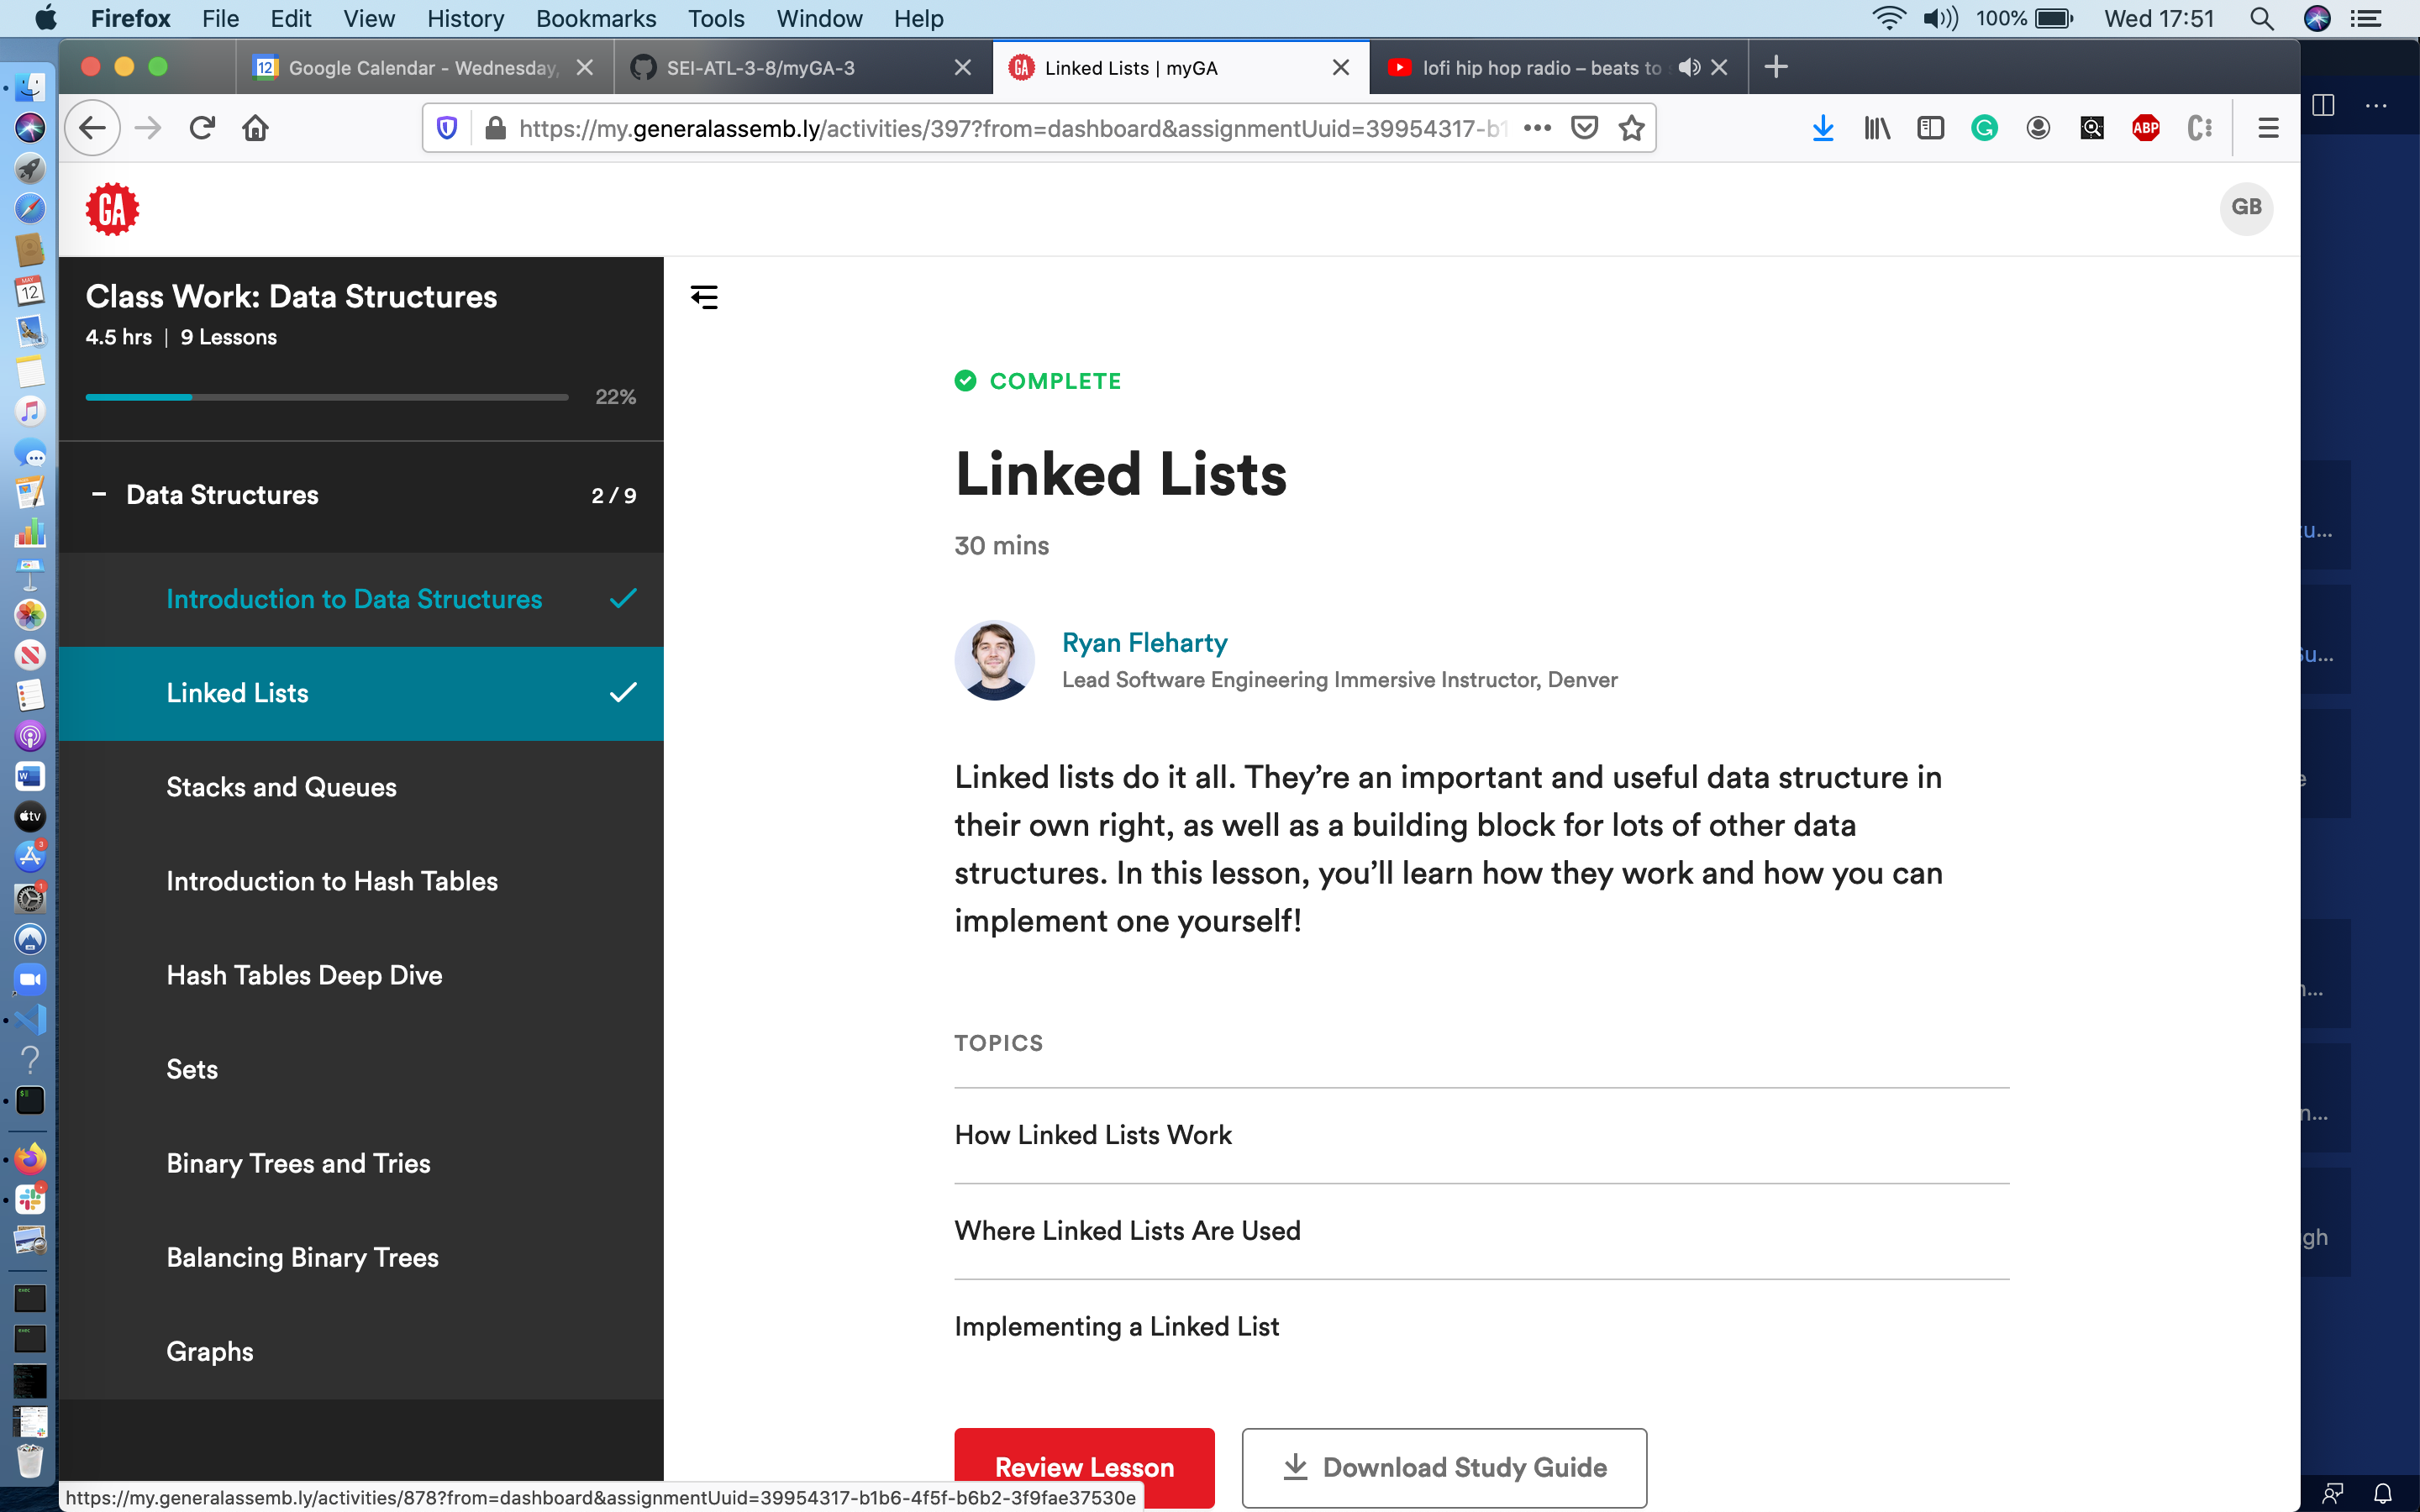 Firefox File Edit View History Bookmarks Tools Window Help 100% Wed 17:51
12 Google Calendar - Wednesday, SEI-ATL-3-8/myGA-3 GA Linked Lists | myGA lofi hip hop radio – beats to
https://my.generalassemb.ly/activities/397?from=dashboard&assignmentUuid=39954317-b1 ABP
GA GB
Class Work: Data Structures
4.5 hrs | 9 Lessons
22%
Data Structures 2 / 9
Introduction to Data Structures
Linked Lists
Stacks and Queues
Introduction to Hash Tables
Hash Tables Deep Dive
Sets
Binary Trees and Tries
Balancing Binary Trees
Graphs
COMPLETE
Linked Lists
30 mins
Ryan Fleharty
Lead Software Engineering Immersive Instructor, Denver
Linked lists do it all. They’re an important and useful data structure in
their own right, as well as a building block for lots of other data
structures. In this lesson, you’ll learn how they work and how you can
implement one yourself!
TOPICS
How Linked Lists Work
Where Linked Lists Are Used
Implementing a Linked List
Review Lesson Download Study Guide
https://my.generalassemb.ly/activities/878?from=dashboard&assignmentUuid=39954317-b1b6-4f5f-b6b2-3f9fae37530e